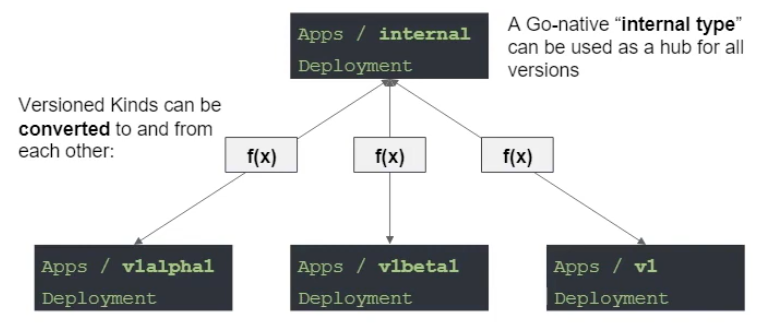 Apps / internal
Deployment
A Go-native “internal type”
can be used as a hub for all
versions
Versioned Kinds can be
converted to and from
each other:
f(x)
f(x)
f(x)
Apps / v1alpha1
Deployment
Apps / v1beta1
Deployment
Apps / v1
Deployment